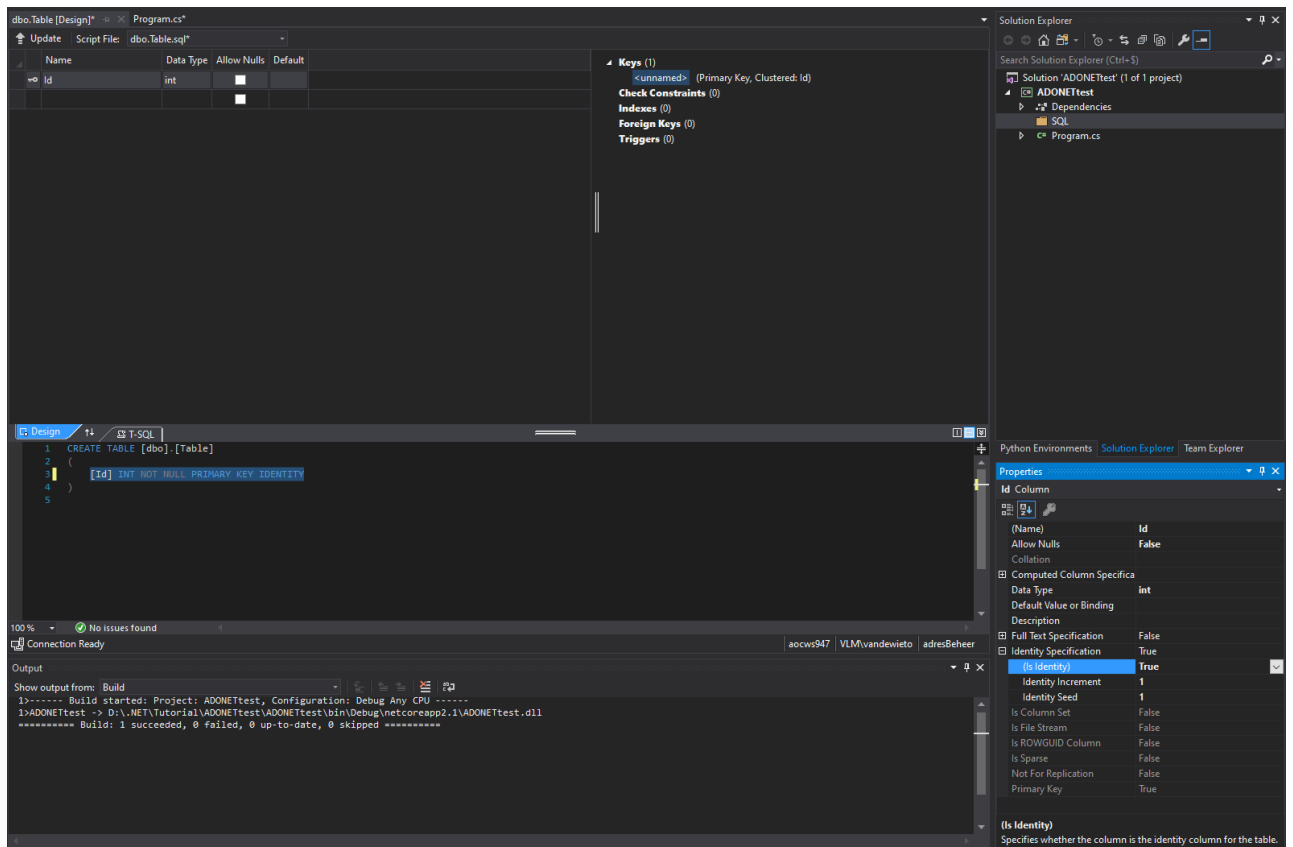 dbo.Table [Design]* Program.cs*
Update Script File: dbo.Table.sql*
Name Data Type Allow Nulls Default
Id int
Keys (1)
<unnamed> (Primary Key, Clustered: Id)
Check Constraints (0)
Indexes (0)
Foreign Keys (0)
Triggers (0)
Design T-SQL
1 CREATE TABLE [dbo].[Table]
2 (
3 [Id] INT NOT NULL PRIMARY KEY IDENTITY
4 )
5
100 % No issues found
Connection Ready aocws947 VLM\vandewieto adresBeheer
Output
Show output from: Build
1>------ Build started: Project: ADONETtest, Configuration: Debug Any CPU ------
1>ADONETtest -> D:\.NET\Tutorial\ADONETtest\ADONETtest\bin\Debug\netcoreapp2.1\ADONETtest.dll
========== Build: 1 succeeded, 0 failed, 0 up-to-date, 0 skipped ==========
Solution Explorer
Search Solution Explorer (Ctrl+$)
Solution 'ADONETtest' (1 of 1 project)
C# ADONETtest
Dependencies
SQL
C# Program.cs
Python Environments Solution Explorer Team Explorer
Properties
Id Column
(Name) Id
Allow Nulls False
Collation
Computed Column Specifica
Data Type int
Default Value or Binding
Description
Full Text Specification False
Identity Specification True
(Is Identity) True
Identity Increment 1
Identity Seed 1
Is Column Set False
Is File Stream False
Is ROWGUID Column False
Is Sparse False
Not For Replication False
Primary Key True
(Is Identity)
Specifies whether the column is the identity column for the table.